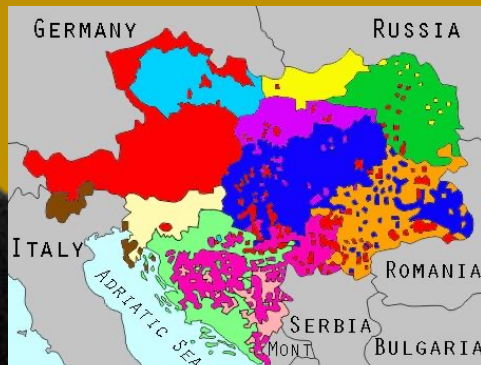 GERMANY
RUSSIA
ITALY
ADRIATIC SEA
ROMANIA
SERBIA
MONT
BULGARIA